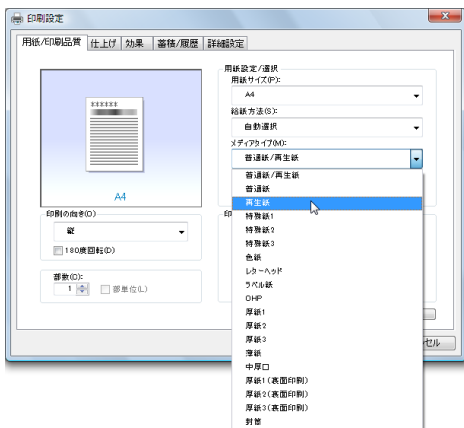 印刷設定
用紙/印刷品質 仕上げ 効果 蓄積/履歴 詳細設定
A4
用紙設定/選択
用紙サイズ(P):
A4
給紙方法(S):
自動選択
メディアタイプ(M):
普通紙/再生紙
普通紙/再生紙
普通紙
再生紙
特殊紙1
特殊紙2
特殊紙3
色紙
レターヘッド
ラベル紙
OHP
厚紙1
厚紙2
厚紙3
薄紙
中厚口
厚紙1(裏面印刷)
厚紙2(裏面印刷)
厚紙3(裏面印刷)
封筒
印刷の向き(O)
縦
180度回転(D)
部数(C):
1 部単位(L)
セル